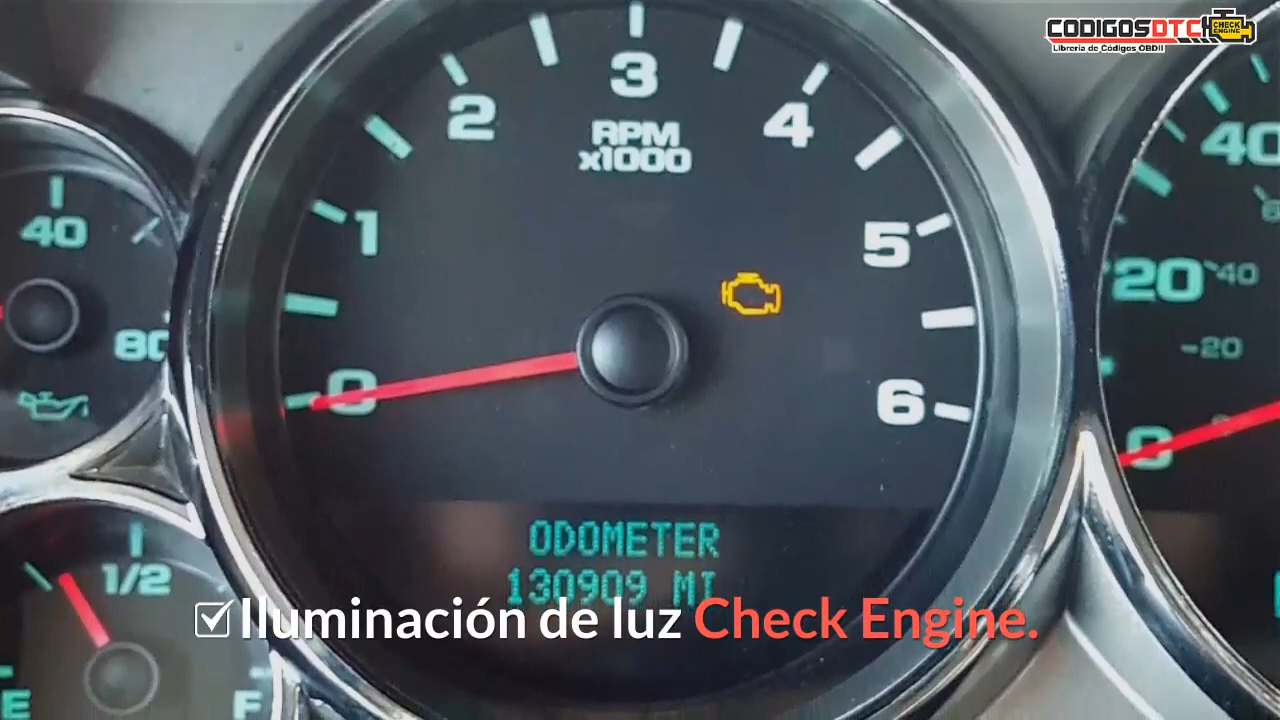 CODIGOSDTC
CHECK
ENGINE
Librería de Códigos OBDII
3
2
4
RPM
x1000
1
5
0
6
40
80
1/2
E
F
40
20
40
20
0
ODOMETER
130909 MI
Iluminación de luz Check Engine.